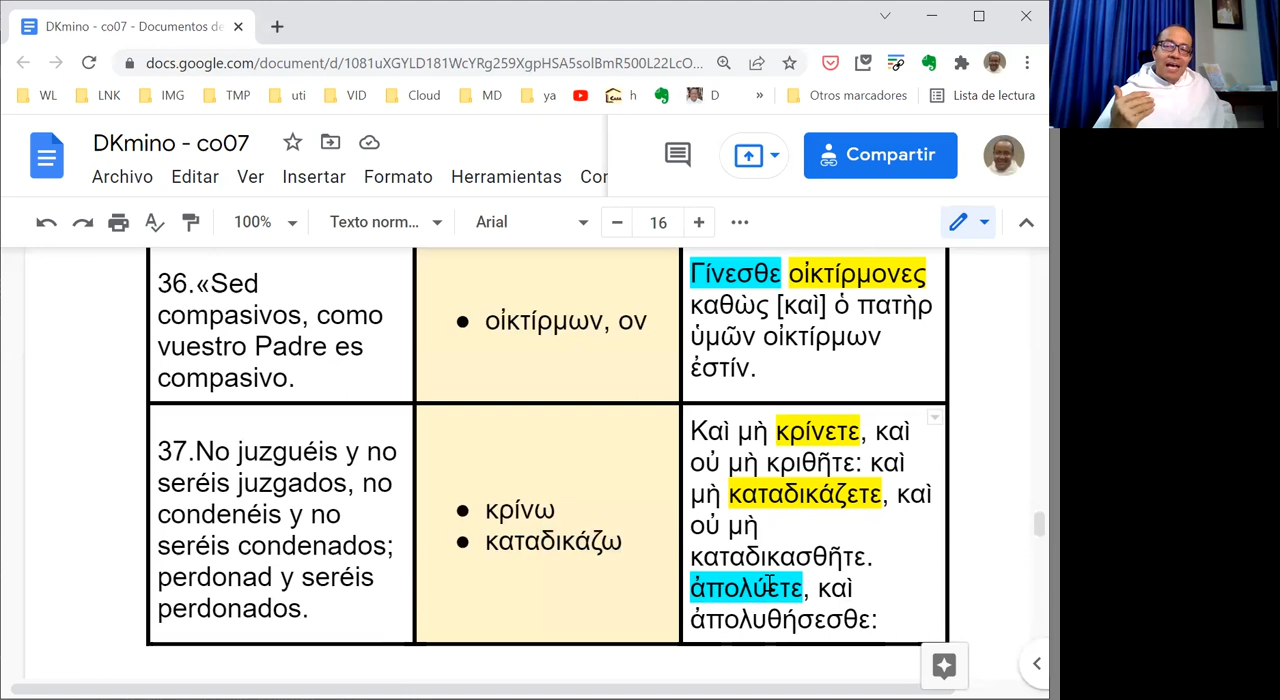 DKmino - co07 - Documentos de
docs.google.com/document/d/1081uXGYLD181WcYRg259XgpHSA5solBmR500L22LcO...
WL LNK IMG TMP uti VID Cloud MD ya h D » Otros marcadores Lista de lectura
DKmino - co07
Compartir
Archivo Editar Ver Insertar Formato Herramientas Cor
100% Texto norm... Arial 16
36.«Sed
compasivos, como
vuestro Padre es
compasivo.
οἰκτίρμων, ον
Γίνεσθε οἰκτίρμονες
καθὼς [καὶ] ὁ πατὴρ
ὑμῶν οἰκτίρμων
ἐστίν.
37.No juzguéis y no
seréis juzgados, no
condenéis y no
seréis condenados;
perdonad y seréis
perdonados.
κρίνω
καταδικάζω
Καὶ μὴ κρίνετε, καὶ
οὐ μὴ κριθῆτε: καὶ
μὴ καταδικάζετε, καὶ
οὐ μὴ
καταδικασθῆτε.
ἀπολύετε, καὶ
ἀπολυθήσεσθε: